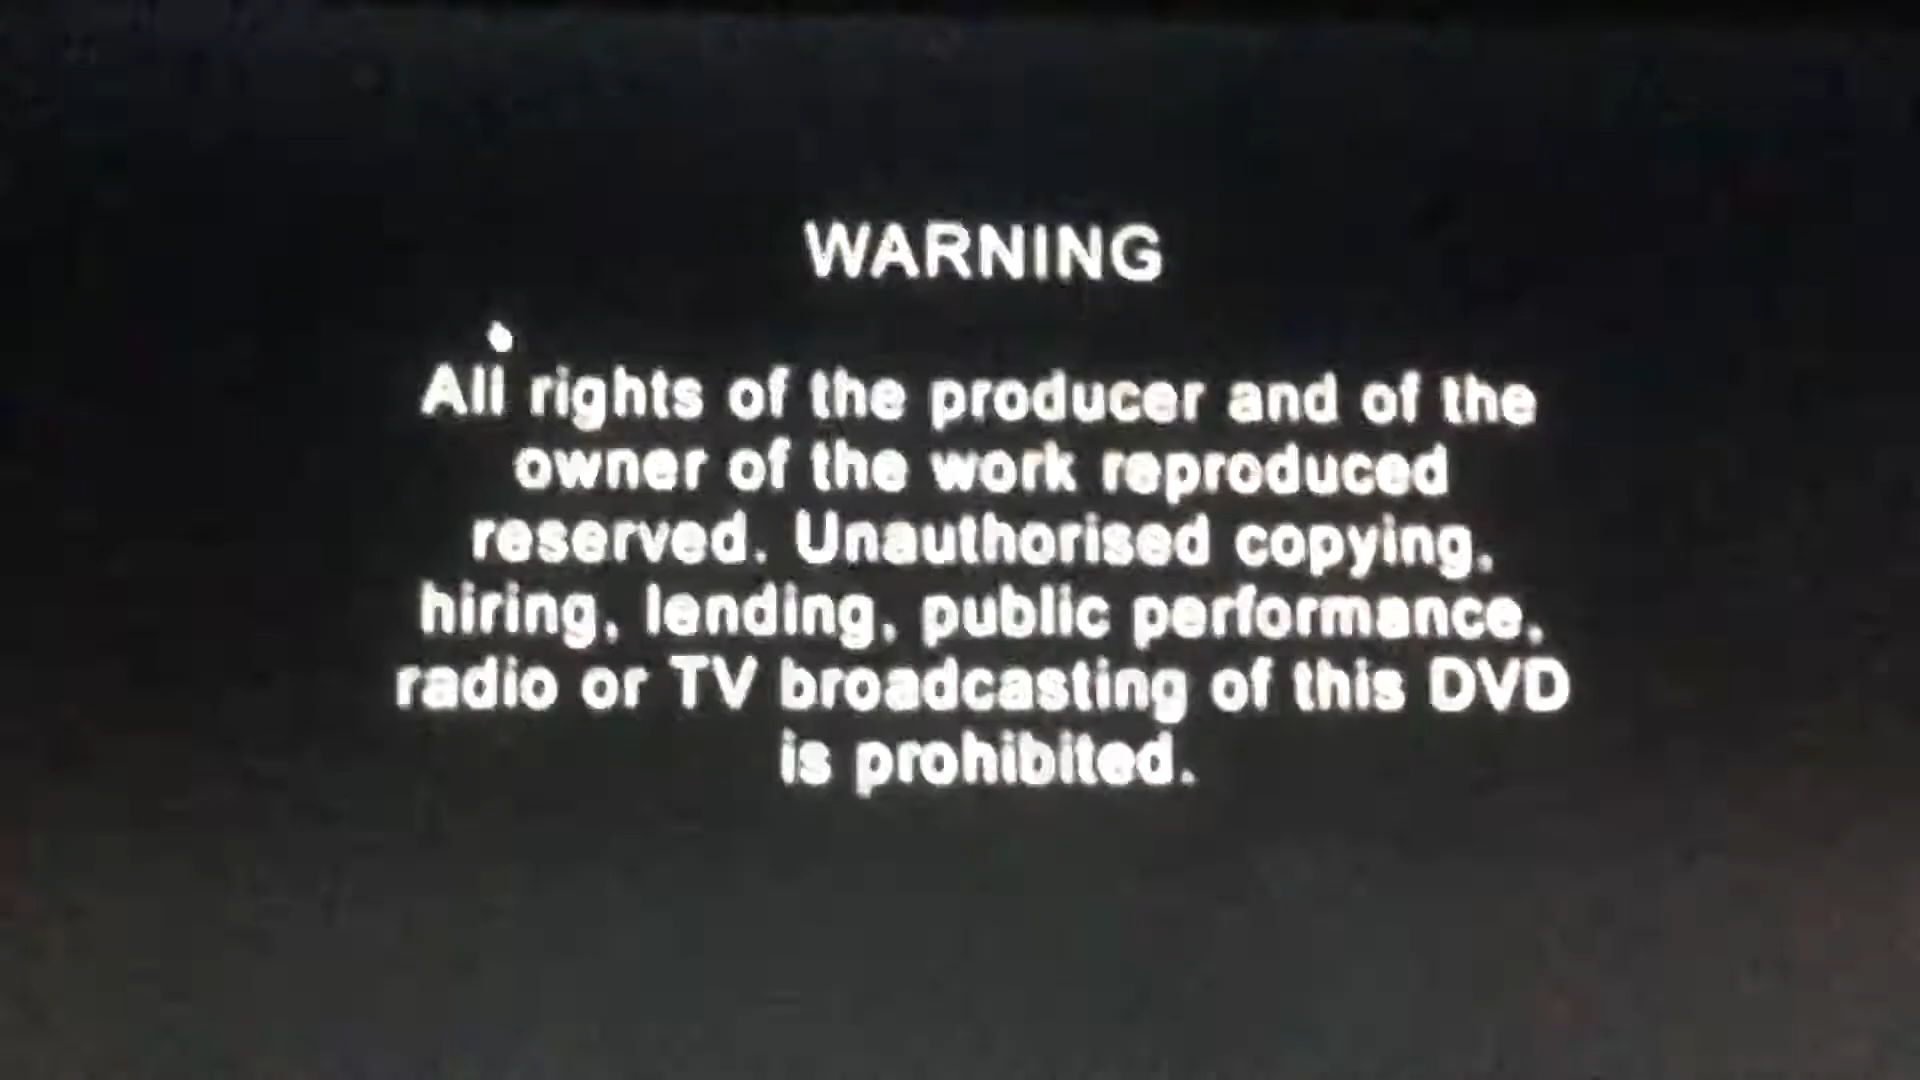 WARNING
All rights of the producer and of the
owner of the work reproduced
reserved. Unauthorised copying,
hiring, lending, public performance,
radio or TV broadcasting of this DVD
is prohibited.